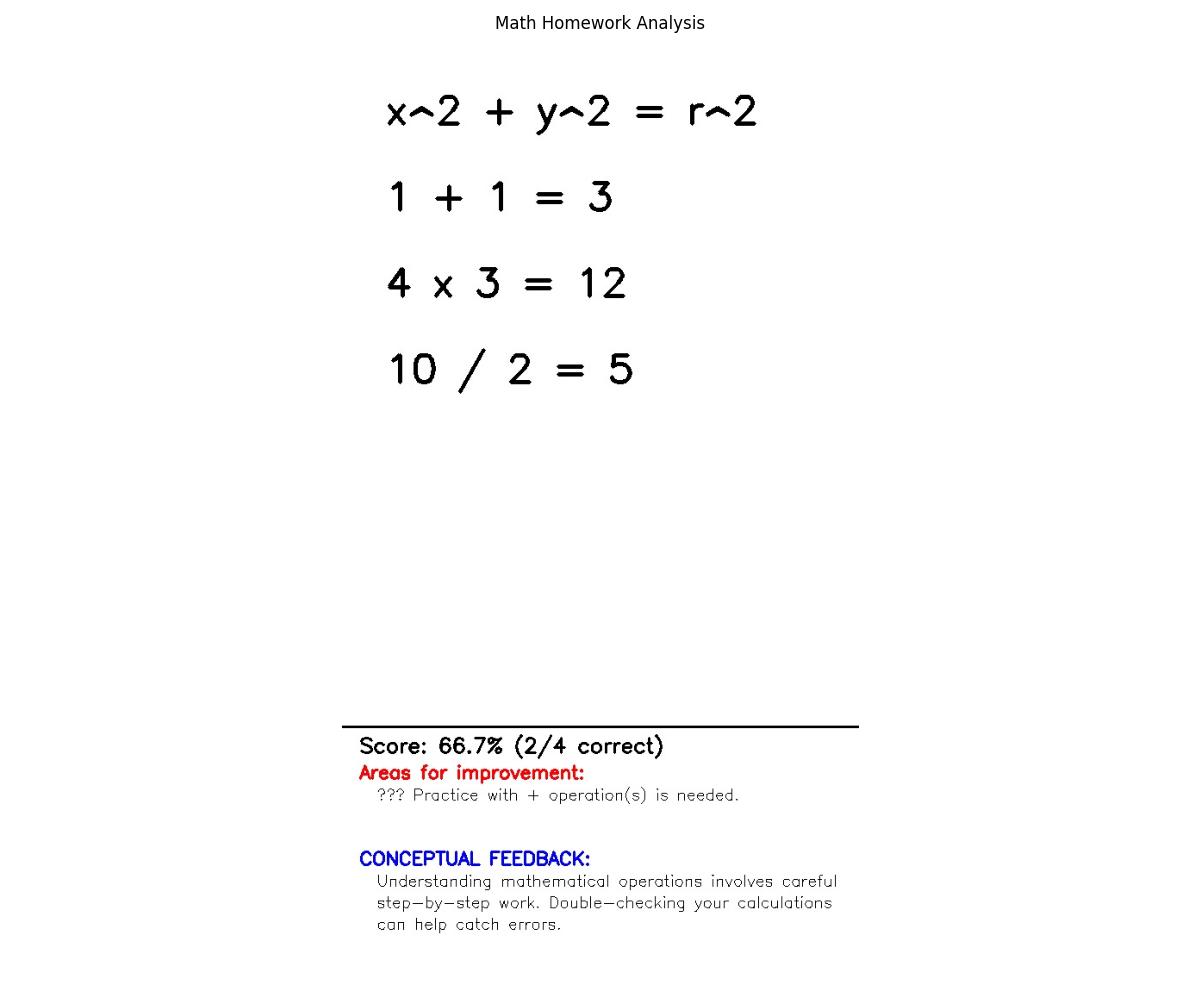 Math Homework Analysis
x^2 + y^2 = r^2
1 + 1 = 3
4 x 3 = 12
10 / 2 = 5
Score: 66.7% (2/4 correct)
Areas for improvement:
??? Practice with + operation(s) is needed.
CONCEPTUAL FEEDBACK:
Understanding mathematical operations involves careful
step-by-step work. Double-checking your calculations
can help catch errors.